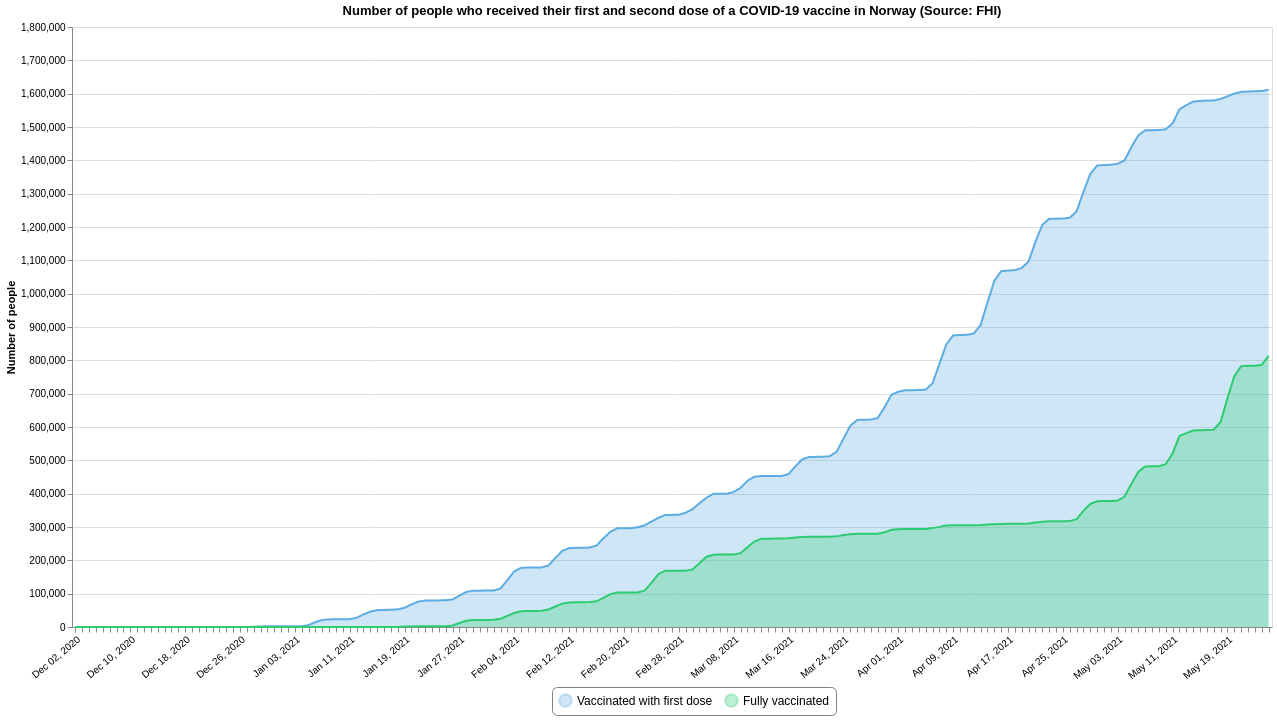 Number of people who received their first and second dose of a COVID-19 vaccine in Norway (Source: FHI)
Number of people
1,800,000
1,700,000
1,600,000
1,500,000
1,400,000
1,300,000
1,200,000
1,100,000
1,000,000
900,000
800,000
700,000
600,000
500,000
400,000
300,000
200,000
100,000
0
Dec 02, 2020
Dec 10, 2020
Dec 18, 2020
Dec 26, 2020
Jan 03, 2021
Jan 11, 2021
Jan 19, 2021
Jan 27, 2021
Feb 04, 2021
Feb 12, 2021
Feb 20, 2021
Feb 28, 2021
Mar 08, 2021
Mar 16, 2021
Mar 24, 2021
Apr 01, 2021
Apr 09, 2021
Apr 17, 2021
Apr 25, 2021
May 03, 2021
May 11, 2021
May 19, 2021
Vaccinated with first dose
Fully vaccinated